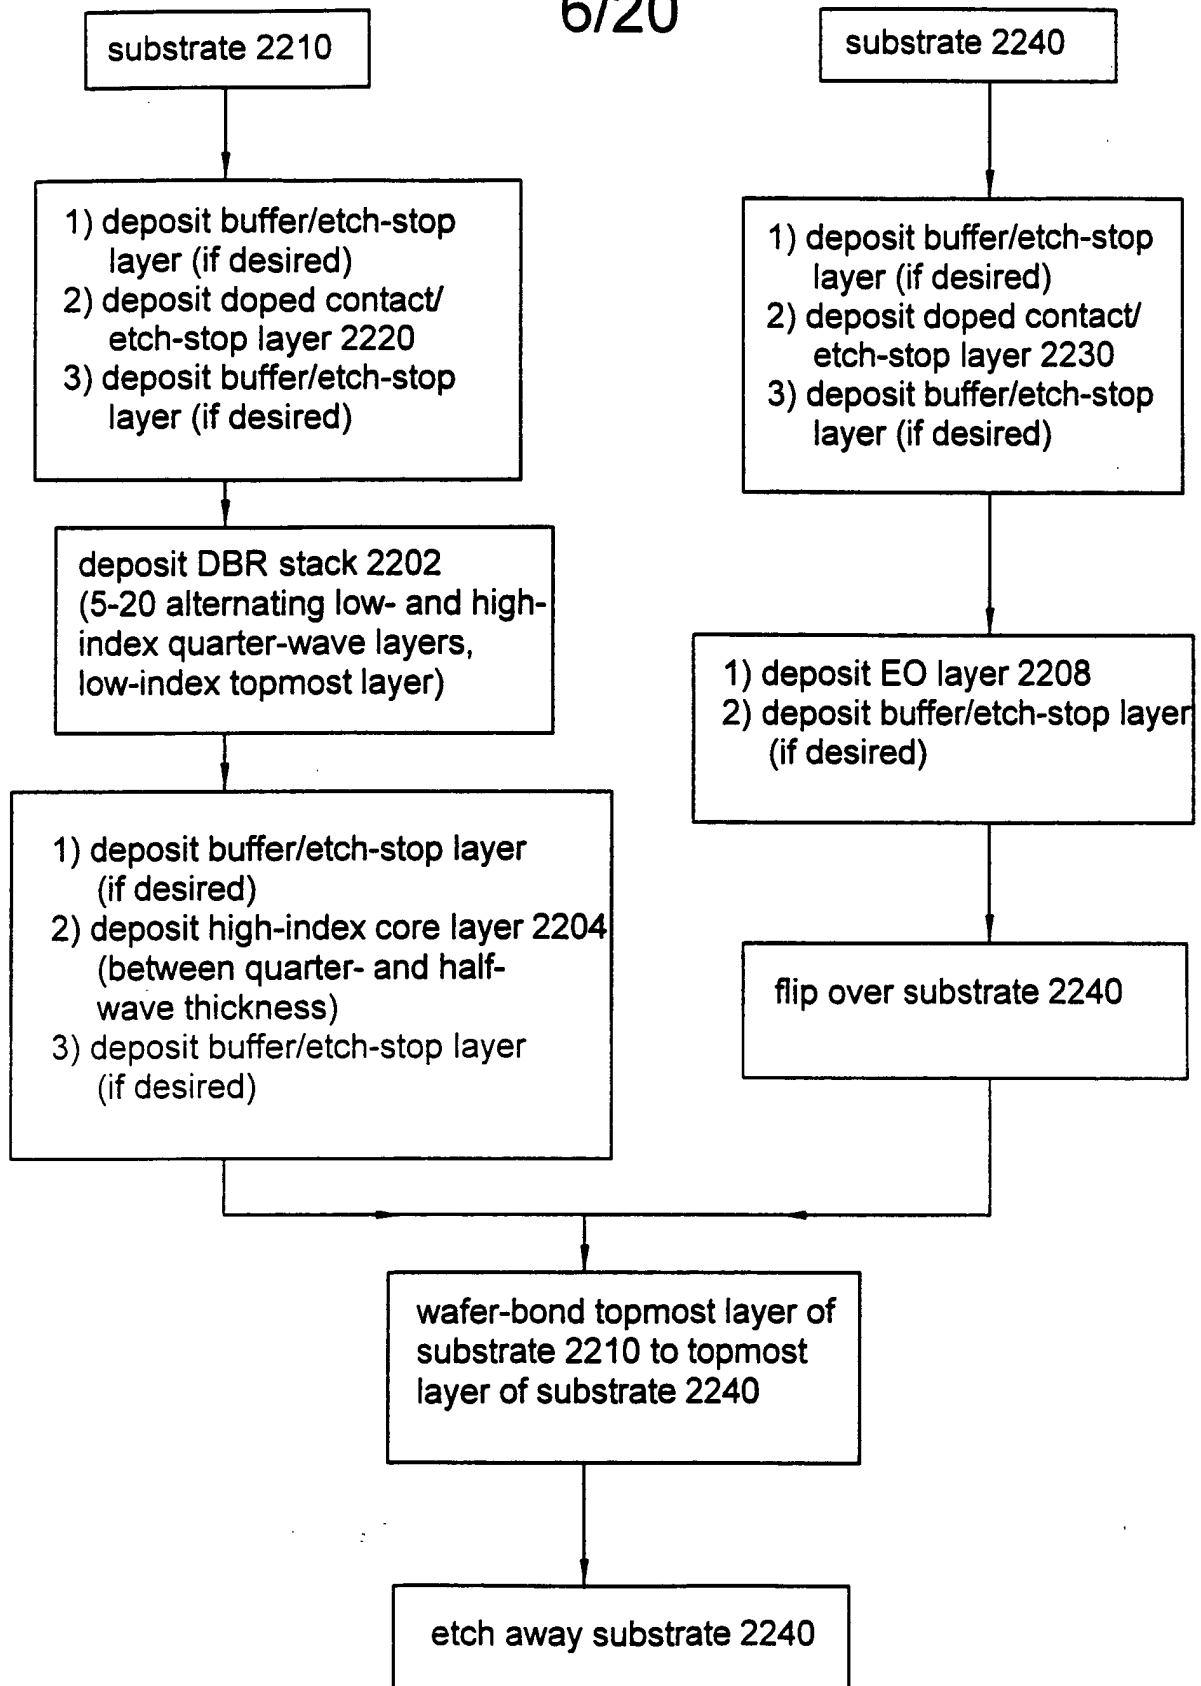 6/20
substrate 2210
1) deposit buffer/etch-stop
layer (if desired)
2) deposit doped contact/
etch-stop layer 2220
3) deposit buffer/etch-stop
layer (if desired)
deposit DBR stack 2202
(5-20 alternating low- and high-
index quarter-wave layers,
low-index topmost layer)
1) deposit buffer/etch-stop layer
(if desired)
2) deposit high-index core layer 2204
(between quarter- and half-
wave thickness)
3) deposit buffer/etch-stop layer
(if desired)
substrate 2240
1) deposit buffer/etch-stop
layer (if desired)
2) deposit doped contact/
etch-stop layer 2230
3) deposit buffer/etch-stop
layer (if desired)
1) deposit EO layer 2208
2) deposit buffer/etch-stop layer
(if desired)
flip over substrate 2240
wafer-bond topmost layer of
substrate 2210 to topmost
layer of substrate 2240
etch away substrate 2240